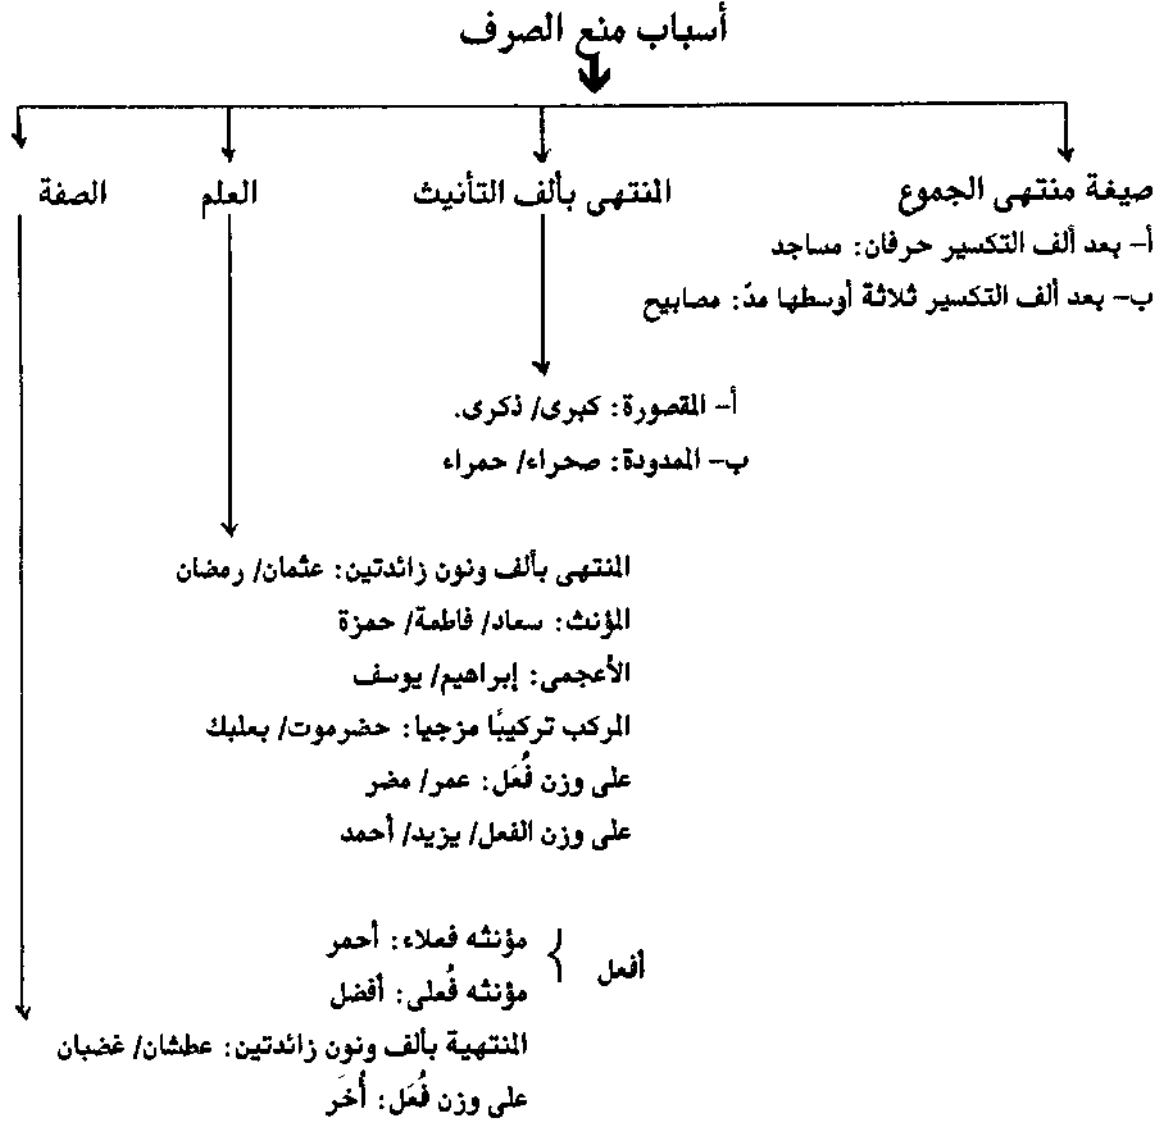 أسباب منع الصرف
صيغة منتهى الجموع
المنتهى بألف التأنيث
العلم
الصفة
أ– بعد ألف التكسير حرفان: مساجد
ب– بعد ألف التكسير ثلاثة أوسطها مدّ: مصابيح
أ– المقصورة: كبرى/ ذكرى.
ب– الممدودة: صحراء/ حمراء
المنتهى بألف ونون زائدتين: عثمان/ رمضان
المؤنث: سعاد/ فاطمة/ حمزة
الأعجمى: إبراهيم/ يوسف
المركب تركيبًا مزجيا: حضرموت/ بعلبك
على وزن فُعَل: عمر/ مضر
على وزن الفعل/ يزيد/ أحمد
أفعل
مؤنثه فعلاء: أحمر
مؤنثه فُعلى: أفضل
المنتهية بألف ونون زائدتين: عطشان/ غضبان
على وزن فُعَل: أُخَر